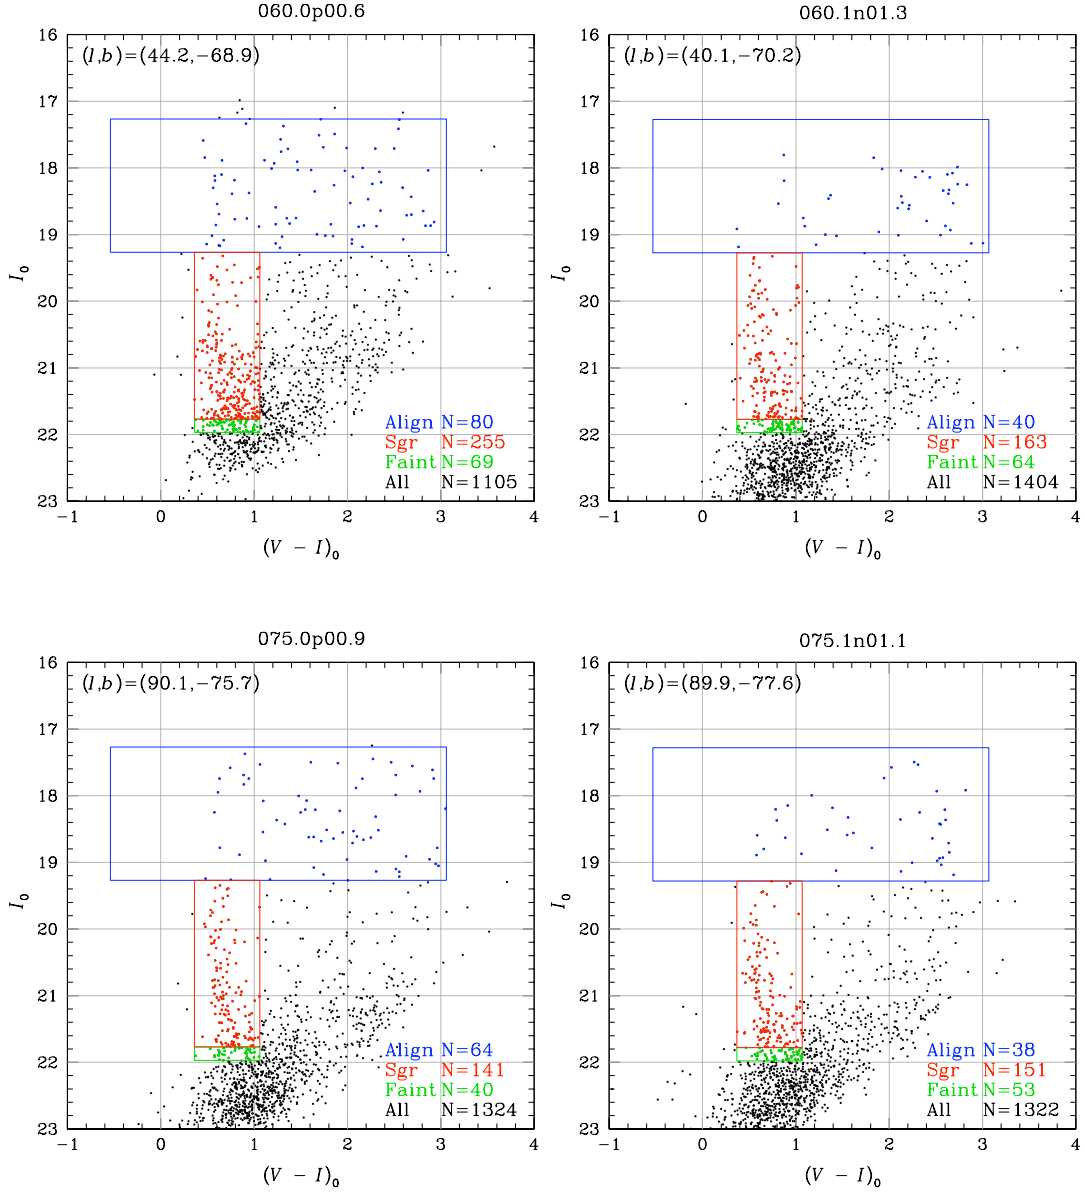 060.0p00.6
(l,b)=(44.2,−68.9)
16
17
18
19
20
21
22
23
I0
Align N=80
Sgr N=255
Faint N=69
All N=1105
−1 0 1 2 3 4
(V − I)0
060.1n01.3
(l,b)=(40.1,−70.2)
16
17
18
19
20
21
22
23
I0
Align N=40
Sgr N=163
Faint N=64
All N=1404
−1 0 1 2 3 4
(V − I)0
075.0p00.9
(l,b)=(90.1,−75.7)
16
17
18
19
20
21
22
23
I0
Align N=64
Sgr N=141
Faint N=40
All N=1324
−1 0 1 2 3 4
(V − I)0
075.1n01.1
(l,b)=(89.9,−77.6)
16
17
18
19
20
21
22
23
I0
Align N=38
Sgr N=151
Faint N=53
All N=1322
−1 0 1 2 3 4
(V − I)0